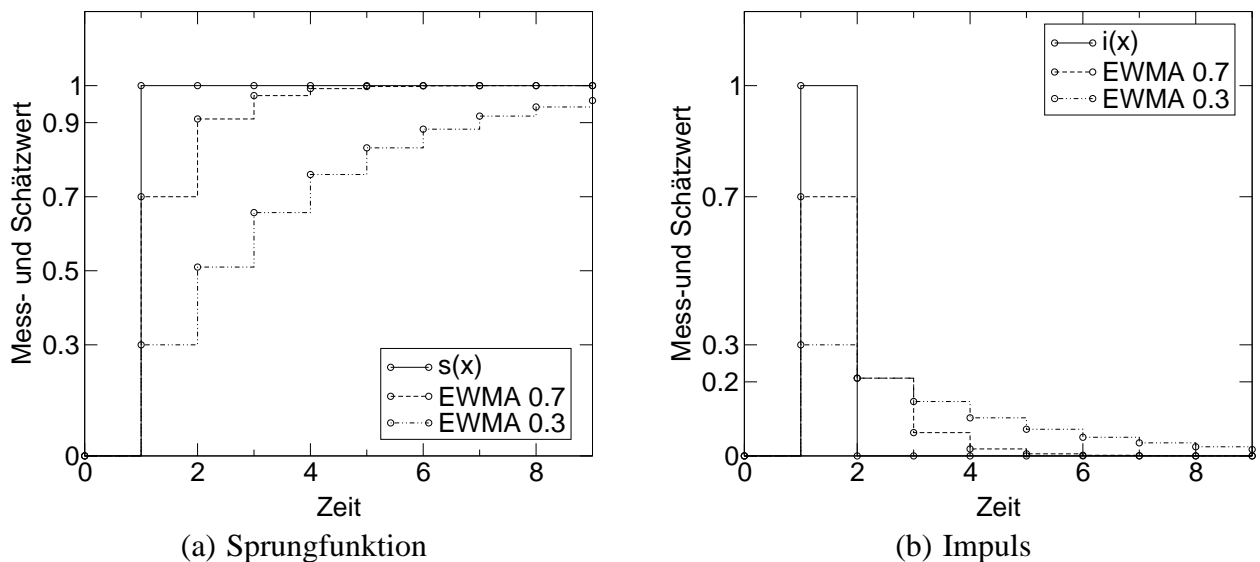 1
0.9
0.7
0.5
0.3
0
Mess- und Schätzwert
s(x)
EWMA 0.7
EWMA 0.3
0 2 4 6 8
Zeit
(a) Sprungfunktion
i(x)
EWMA 0.7
EWMA 0.3
1
0.7
0.3
0.2
0
Mess-und Schätzwert
0 2 4 6 8
Zeit
(b) Impuls